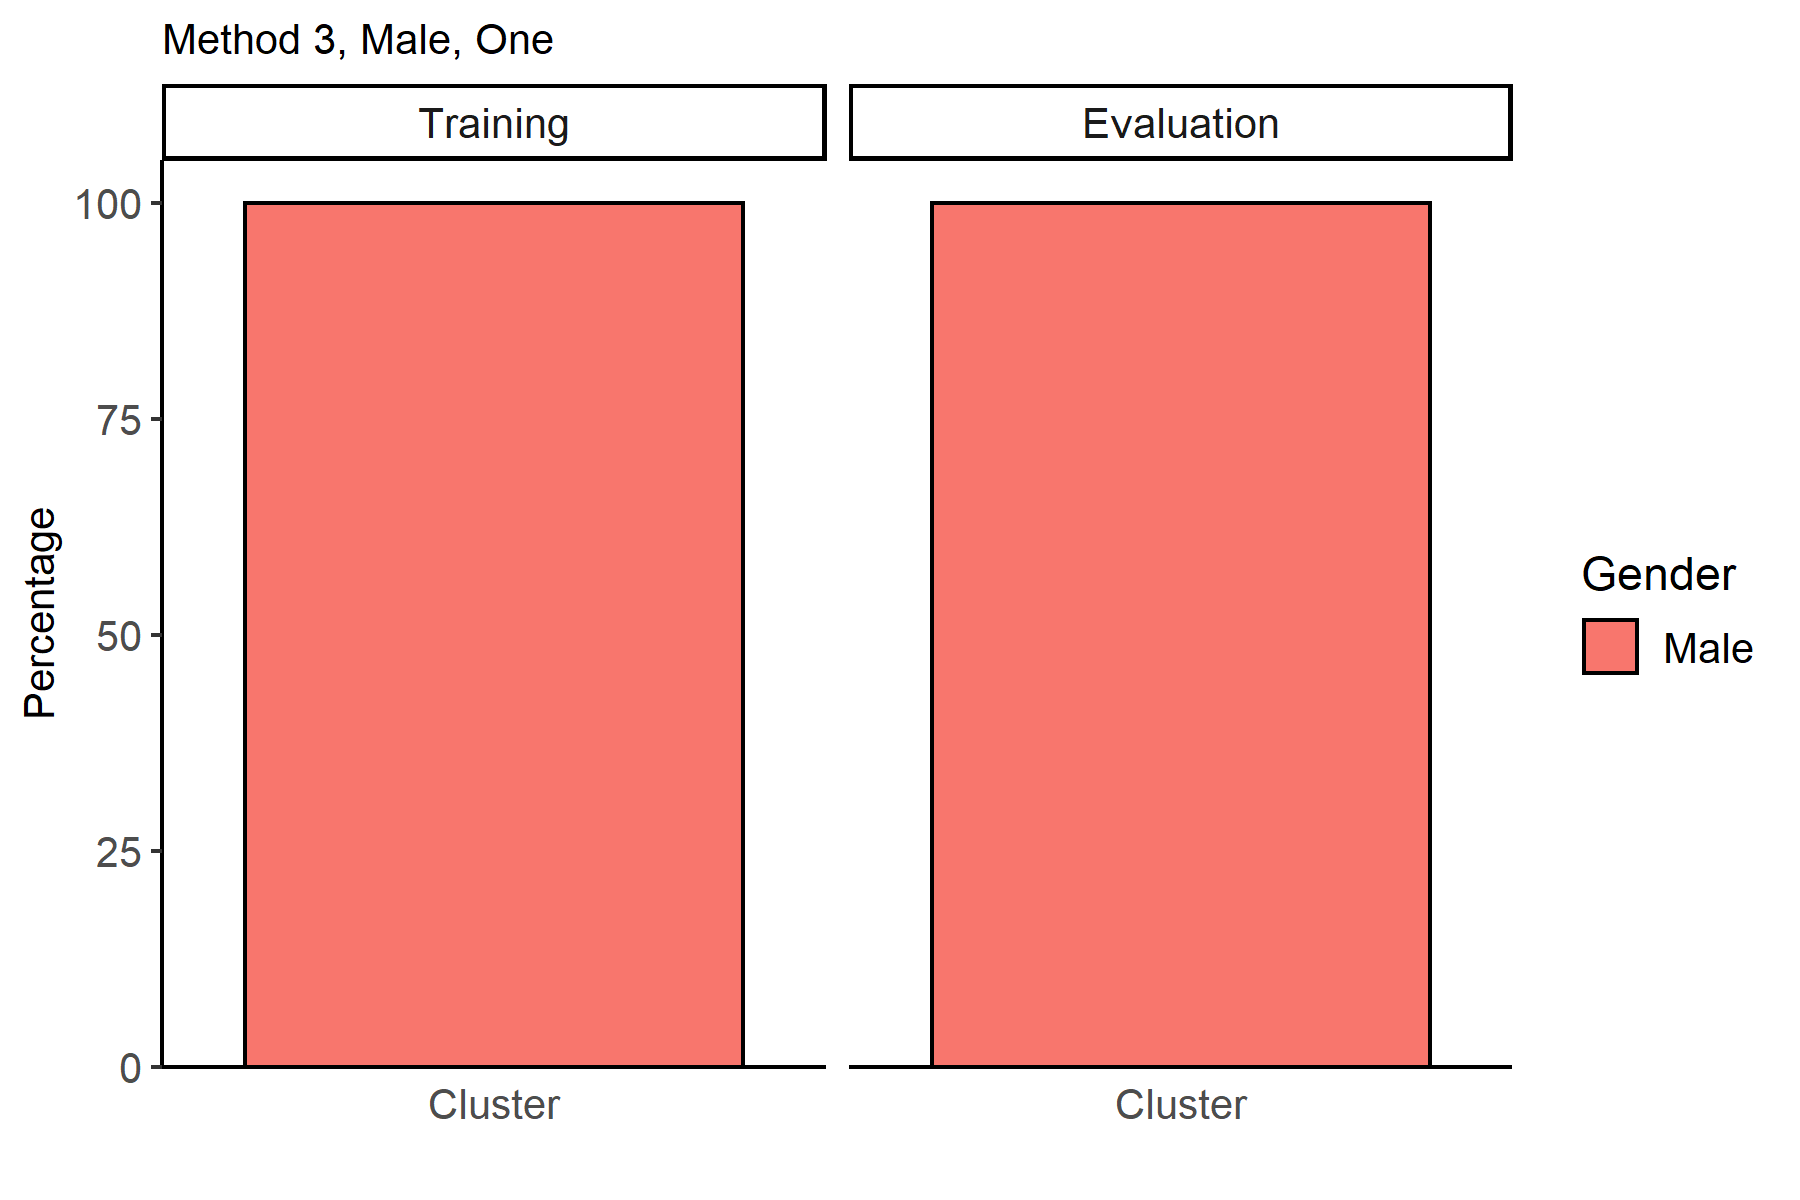 Method 3, Male, One
Training
Evaluation
100
75
50
25
0
Percentage
Cluster
Cluster
Gender
Male